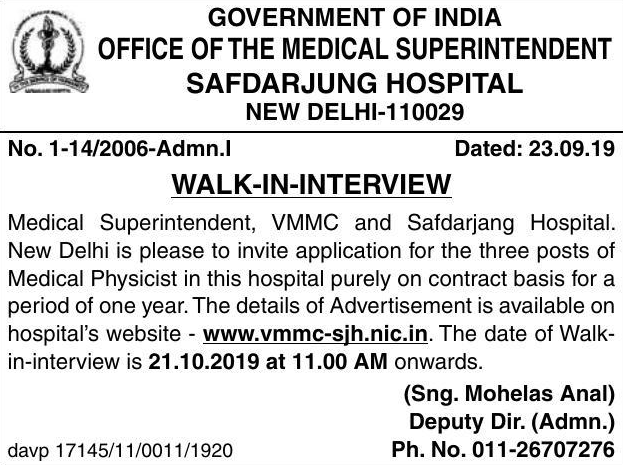 GOVERNMENT OF INDIA
OFFICE OF THE MEDICAL SUPERINTENDENT
SAFDARJUNG HOSPITAL
NEW DELHI-110029
No. 1-14/2006-Admn.I Dated: 23.09.19
WALK-IN-INTERVIEW
Medical Superintendent, VMMC and Safdarjang Hospital.
New Delhi is please to invite application for the three posts of
Medical Physicist in this hospital purely on contract basis for a
period of one year. The details of Advertisement is available on
hospital's website - www.vmmc-sjh.nic.in. The date of Walk-
in-interview is 21.10.2019 at 11.00 AM onwards.
(Sng. Mohelas Anal)
Deputy Dir. (Admn.)
davp 17145/11/0011/1920 Ph. No. 011-26707276